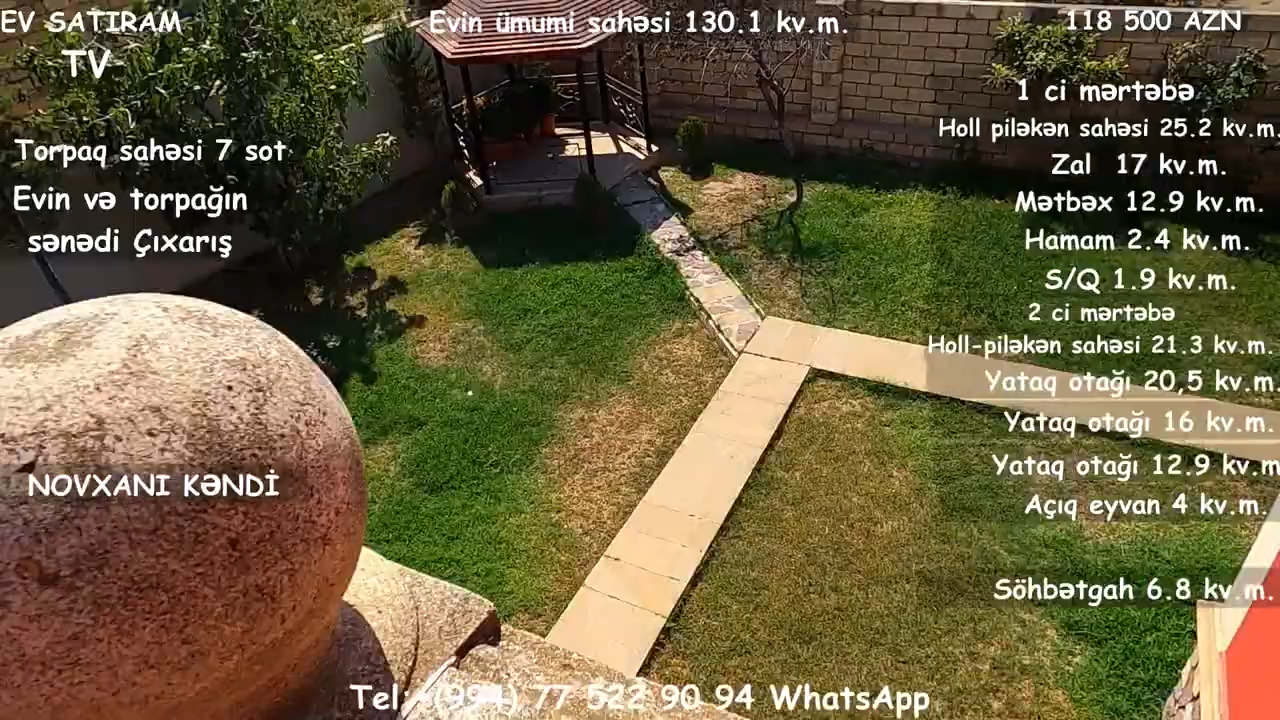 EV SATIRAM
TV
Evin ümumi sahəsi 130.1 kv.m.
118 500 AZN
Torpaq sahəsi 7 sot
Evin və torpağın
sənədi Çıxarış
NOVXANI KƏNDİ
1 ci mərtəbə
Holl piləkən sahəsi 25.2 kv.m.
Zal 17 kv.m.
Mətbəx 12.9 kv.m.
Hamam 2.4 kv.m.
S/Q 1.9 kv.m.
2 ci mərtəbə
Holl-piləkən sahəsi 21.3 kv.m.
Yataq otağı 20,5 kv.m.
Yataq otağı 16 kv.m.
Yataq otağı 12.9 kv.m.
Açıq eyvan 4 kv.m.
Söhbətgah 6.8 kv.m.
Tel: (994) 77 522 90 94 WhatsApp